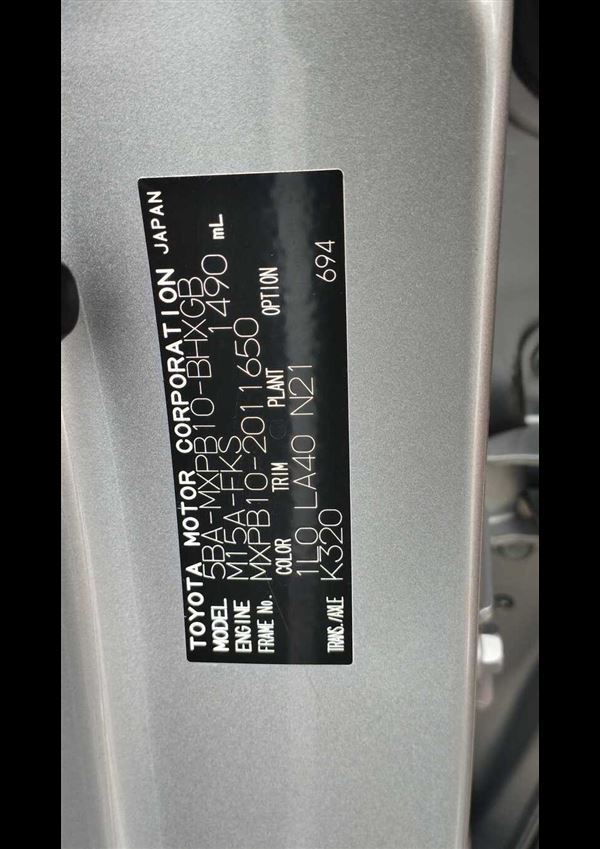 TOYOTA MOTOR CORPORATION JAPAN
MODEL 5BA-MXPB10-BHXGB
ENGINE M15A-FKS 1490 mL
FRAME No. MXPB10-2011650
COLOR TRIM PLANT OPTION
1L0 LA40 N21
TRANS./AXLE K320 694